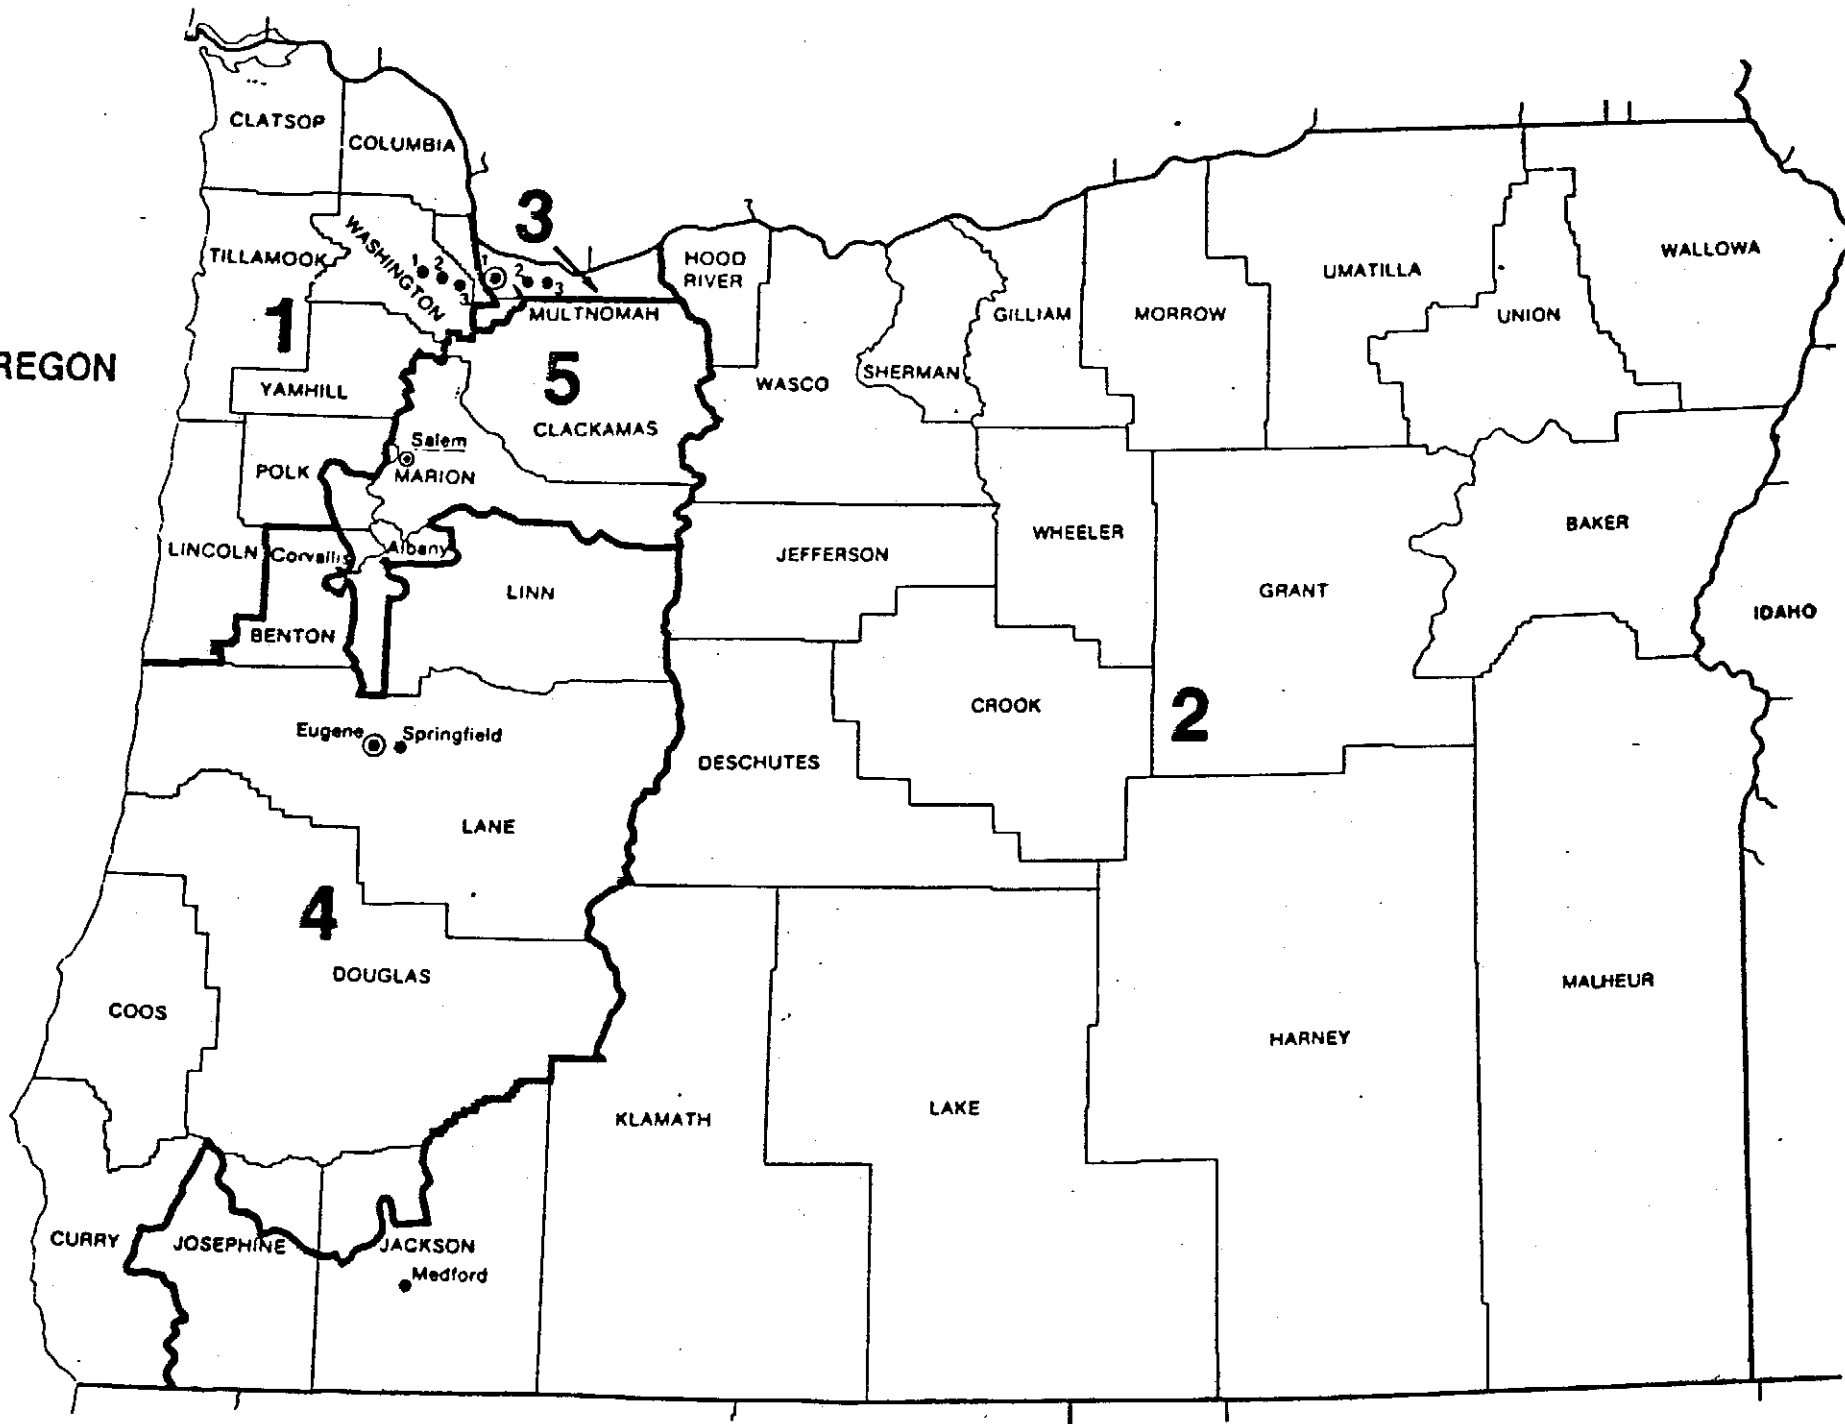 CLATSOP
COLUMBIA
3
WASHINGTON
TILLAMOOK
1
2
3
1
2
3
HOOD
RIVER
MULTNOMAH
GILLIAM
MORROW
UMATILLA
UNION
WALLOWA
1
REGON
5
YAMHILL
WASCO
SHERMAN
CLACKAMAS
Salem
POLK
MARION
WHEELER
BAKER
LINCOLN
Corvallis
Albany
JEFFERSON
LINN
GRANT
IDAHO
BENTON
CROOK
2
Eugene
Springfield
DESCHUTES
LANE
4
DOUGLAS
COOS
MALHEUR
HARNEY
KLAMATH
LAKE
CURRY
JOSEPHINE
JACKSON
Medford